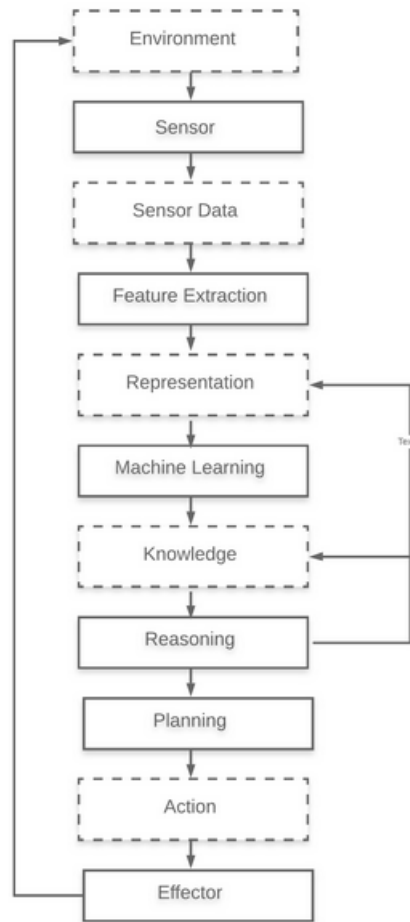 Environment
Sensor
Sensor Data
Feature Extraction
Representation
Machine Learning
Knowledge
Reasoning
Planning
Action
Effector